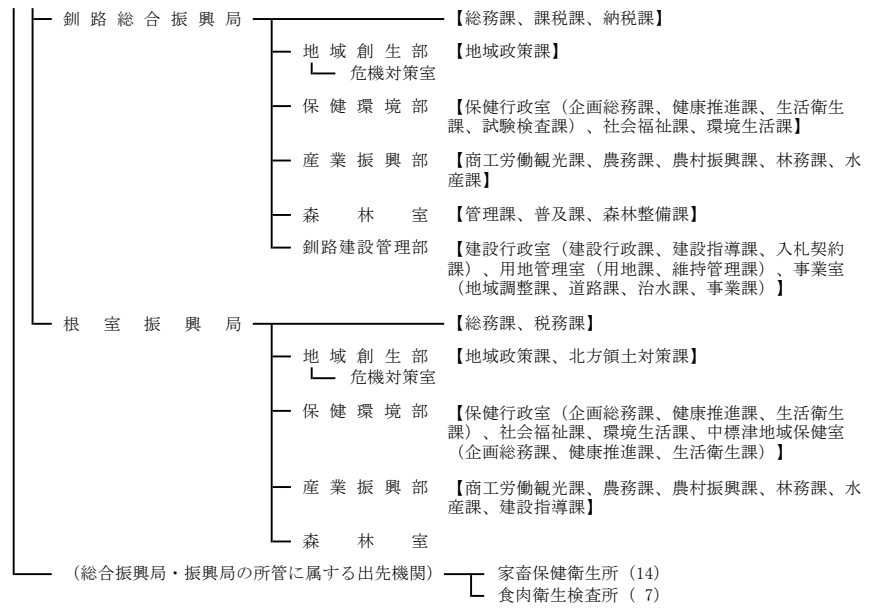 釧路総合振興局 【総務課、課税課、納税課】
地域創生部 【地域政策課】
危機対策室
保健環境部 【保健行政室（企画総務課、健康推進課、生活衛生
課、試験検査課）、社会福祉課、環境生活課】
産業振興部 【商工労働観光課、農務課、農村振興課、林務課、水
産課】
森林室 【管理課、普及課、森林整備課】
釧路建設管理部 【建設行政室（建設行政課、建設指導課、入札契約
課）、用地管理室（用地課、維持管理課）、事業室
（地域調整課、道路課、治水課、事業課）】
根室振興局 【総務課、税務課】
地域創生部 【地域政策課、北方領土対策課】
危機対策室
保健環境部 【保健行政室（企画総務課、健康推進課、生活衛生
課）、社会福祉課、環境生活課、中標津地域保健室
（企画総務課、健康推進課、生活衛生課）】
産業振興部 【商工労働観光課、農務課、農村振興課、林務課、水
産課、建設指導課】
森林室
（総合振興局・振興局の所管に属する出先機関） 家畜保健衛生所（14）
食肉衛生検査所（ 7）